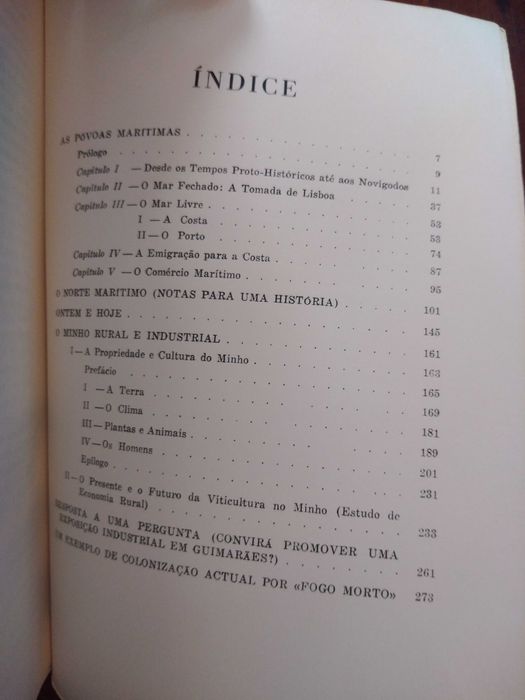 ÍNDICE
AS PÓVOAS MARÍTIMAS . . . . . . . . . . . . . 7
Prólogo . . . . . . . . . . . . . 9
Capítulo I —Desde os Tempos Proto-Históricos até aos Novigodos 11
Capítulo II —O Mar Fechado: A Tomada de Lisboa . . . . 37
Capítulo III—O Mar Livre . . . . . . . . . . 53
I —A Costa . . . . . . . . . 53
II—O Porto . . . . . . . . . 74
Capítulo IV—A Emigração para a Costa . . . . . . . 87
Capítulo V —O Comércio Marítimo . . . . . . . . 95
O NORTE MARÍTIMO (NOTAS PARA UMA HISTÓRIA) . . . . 101
ONTEM E HOJE . . . . . . . . . . . . . 145
O MINHO RURAL E INDUSTRIAL . . . . . . . . . 161
I—A Propriedade e Cultura do Minho . . . . . . . 163
Prefácio . . . . . . . . . . . . 165
I —A Terra . . . . . . . . . . 169
II —O Clima . . . . . . . . . . 181
III—Plantas e Animais . . . . . . . . . 189
IV—Os Homens . . . . . . . . . . 201
Epílogo . . . . . . . . . . . . 231
II—O Presente e o Futuro da Viticultura no Minho (Estudo de
Economia Rural) . . . . . . . . . . 233
RESPOSTA A UMA PERGUNTA (CONVIRÁ PROMOVER UMA
EXPOSIÇÃO INDUSTRIAL EM GUIMARÃES?) . . . . . . 261
UM EXEMPLO DE COLONIZAÇÃO ACTUAL POR «FOGO MORTO» 273